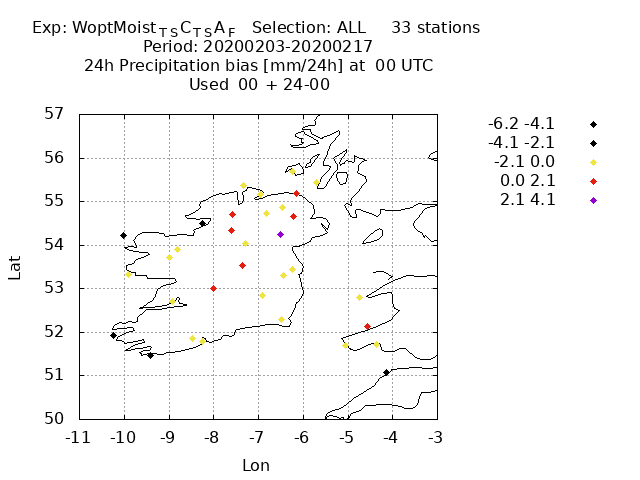 Exp: WoptMoist_TS C_TS A_F Selection: ALL 33 stations
Period: 20200203-20200217
24h Precipitation bias [mm/24h] at 00 UTC
Used 00 + 24-00
-6.2 -4.1
-4.1 -2.1
-2.1 0.0
0.0 2.1
2.1 4.1
57
56
55
54
53
52
51
50
Lat
-11 -10 -9 -8 -7 -6 -5 -4 -3
Lon